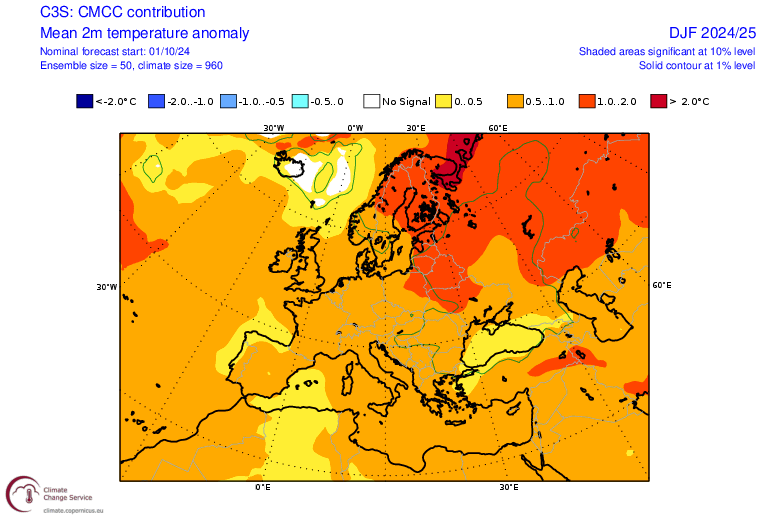 C3S: CMCC contribution
Mean 2m temperature anomaly
DJF 2024/25
Nominal forecast start: 01/10/24
Shaded areas significant at 10% level
Ensemble size = 50, climate size = 960
Solid contour at 1% level
<-2.0°C -2.0..-1.0 -1.0..-0.5 -0.5..0 No Signal 0..0.5 0.5..1.0 1.0..2.0 > 2.0°C
30°W 0°W 30°E 60°E
30°W 60°E
0°E 30°E
Climate
Change Service
climate.copernicus.eu